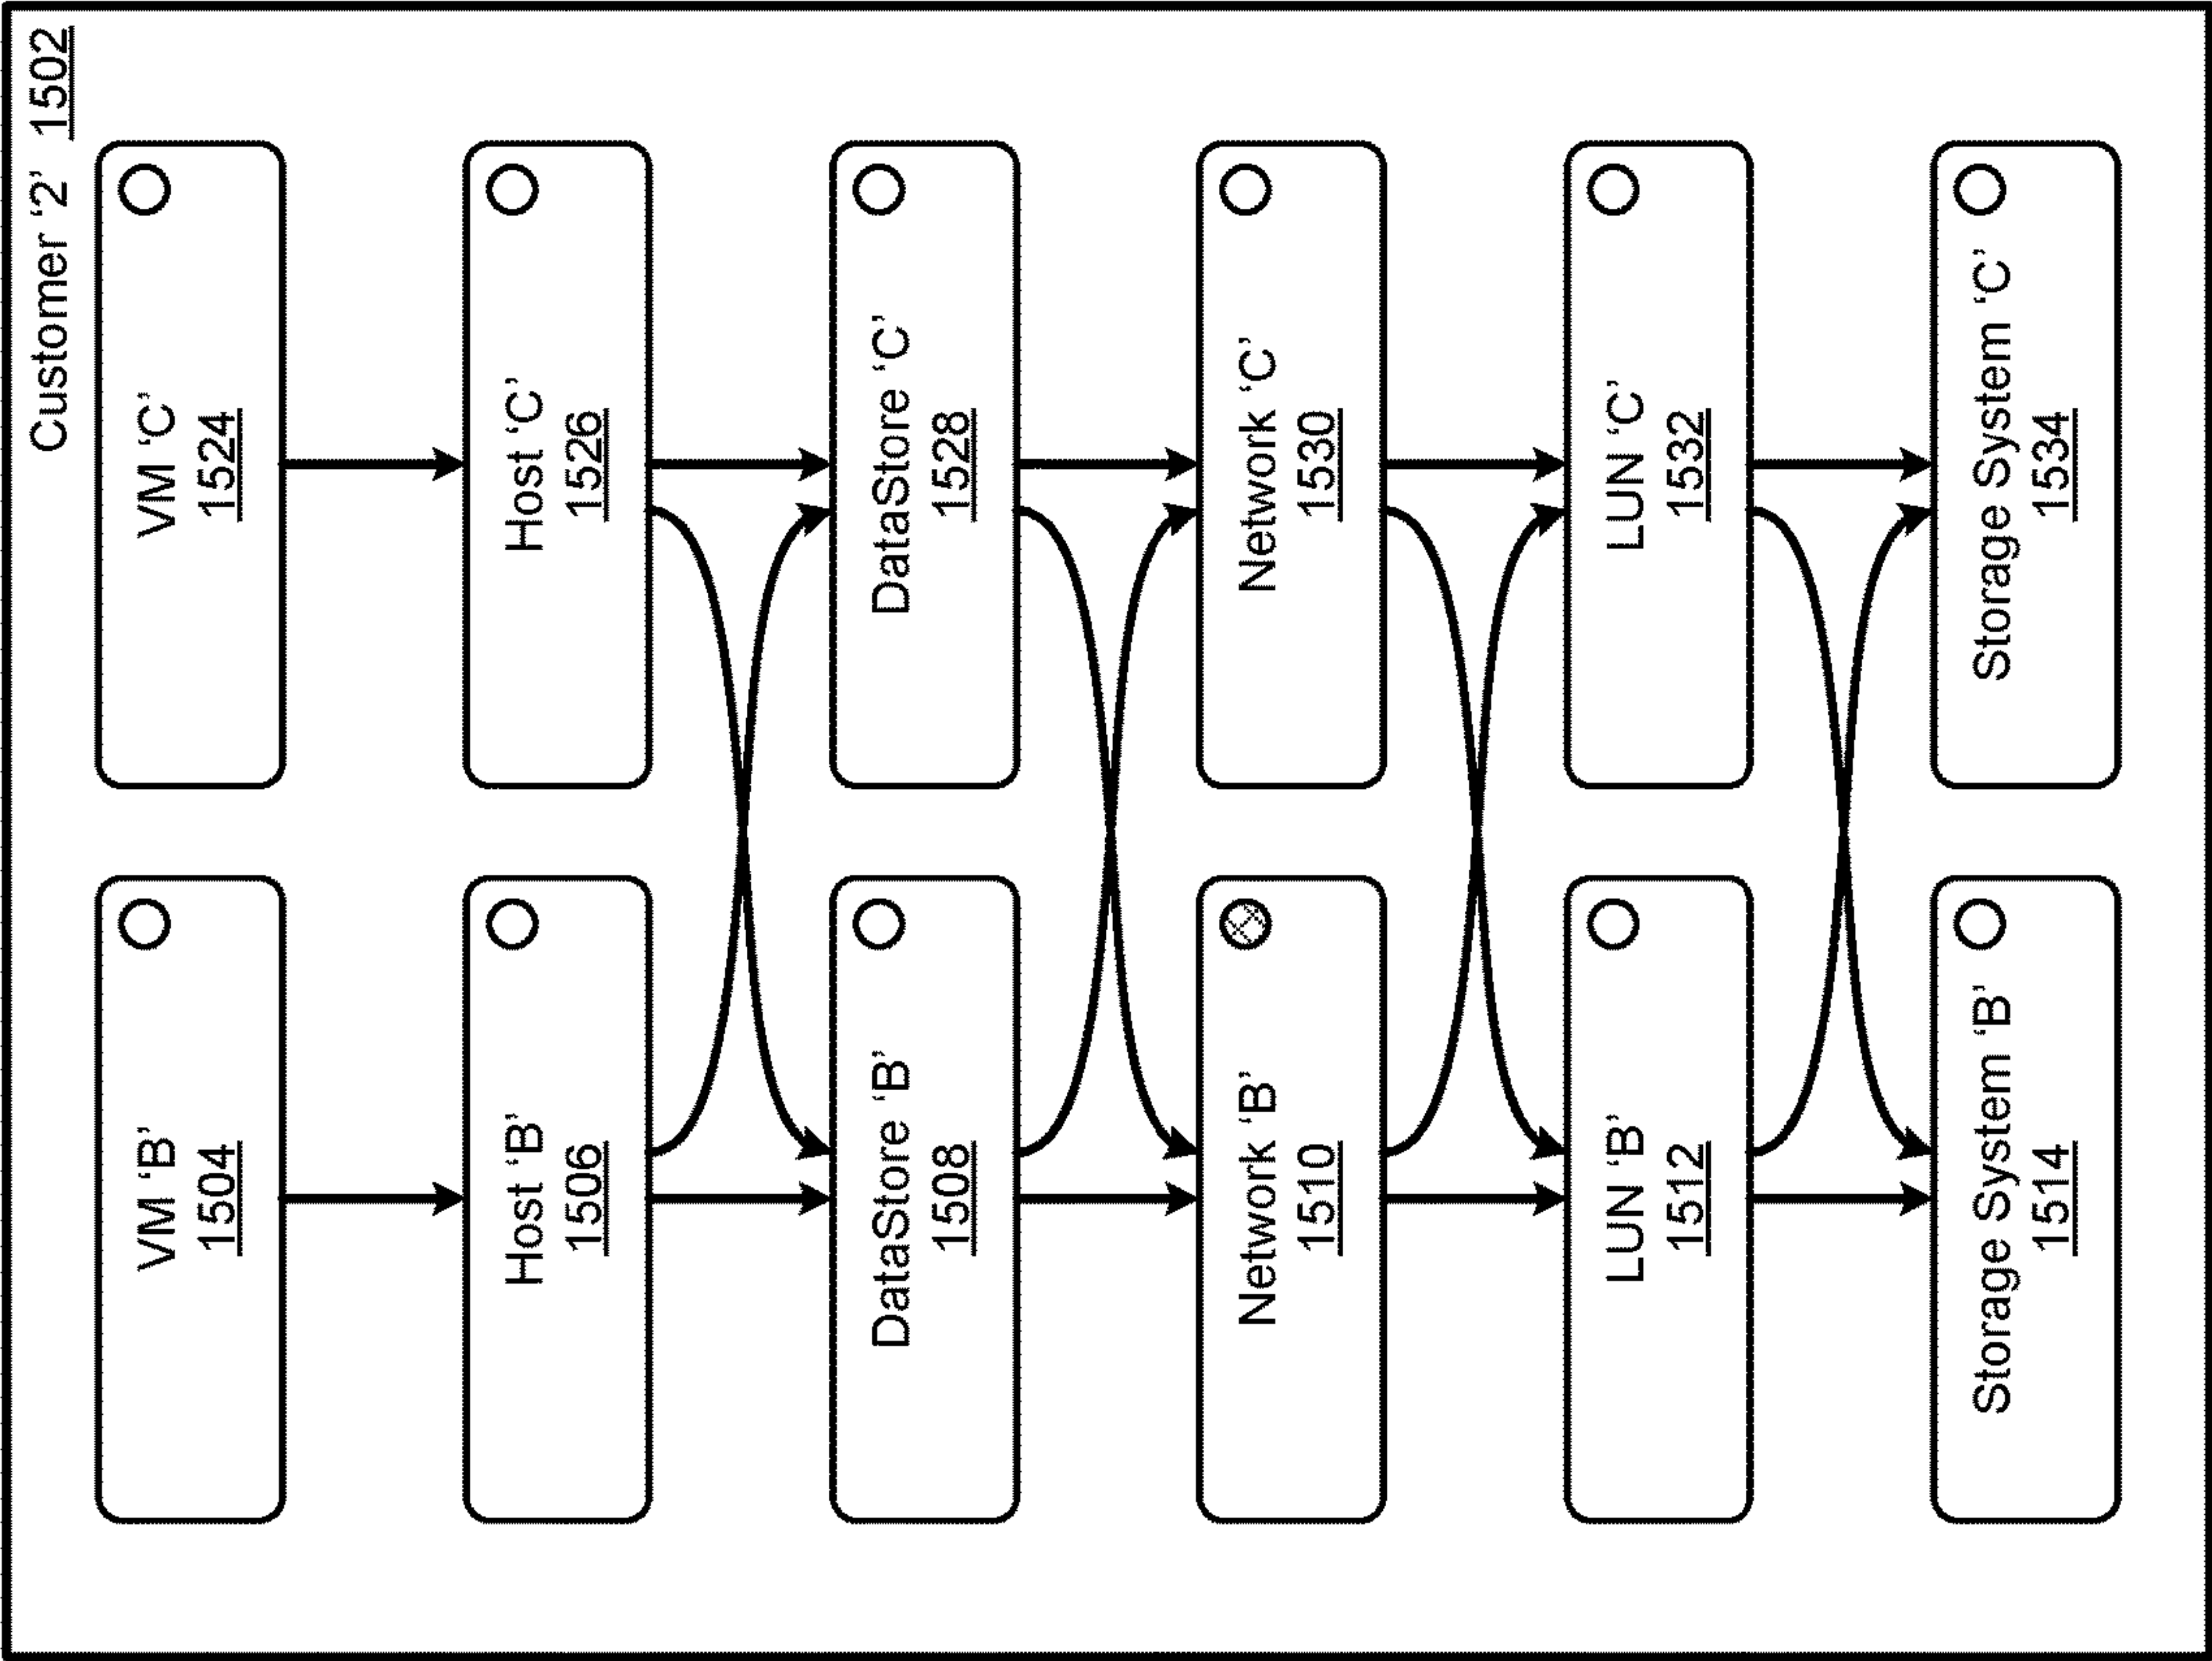 Customer ‘2’ 1502
VM ‘B’
1504
VM ‘C’
1524
Host ‘B’
1506
Host ‘C’
1526
DataStore ‘B’
1508
DataStore ‘C’
1528
Network ‘B’
1510
Network ‘C’
1530
LUN ‘B’
1512
LUN ‘C’
1532
Storage System ‘B’
1514
Storage System ‘C’
1534